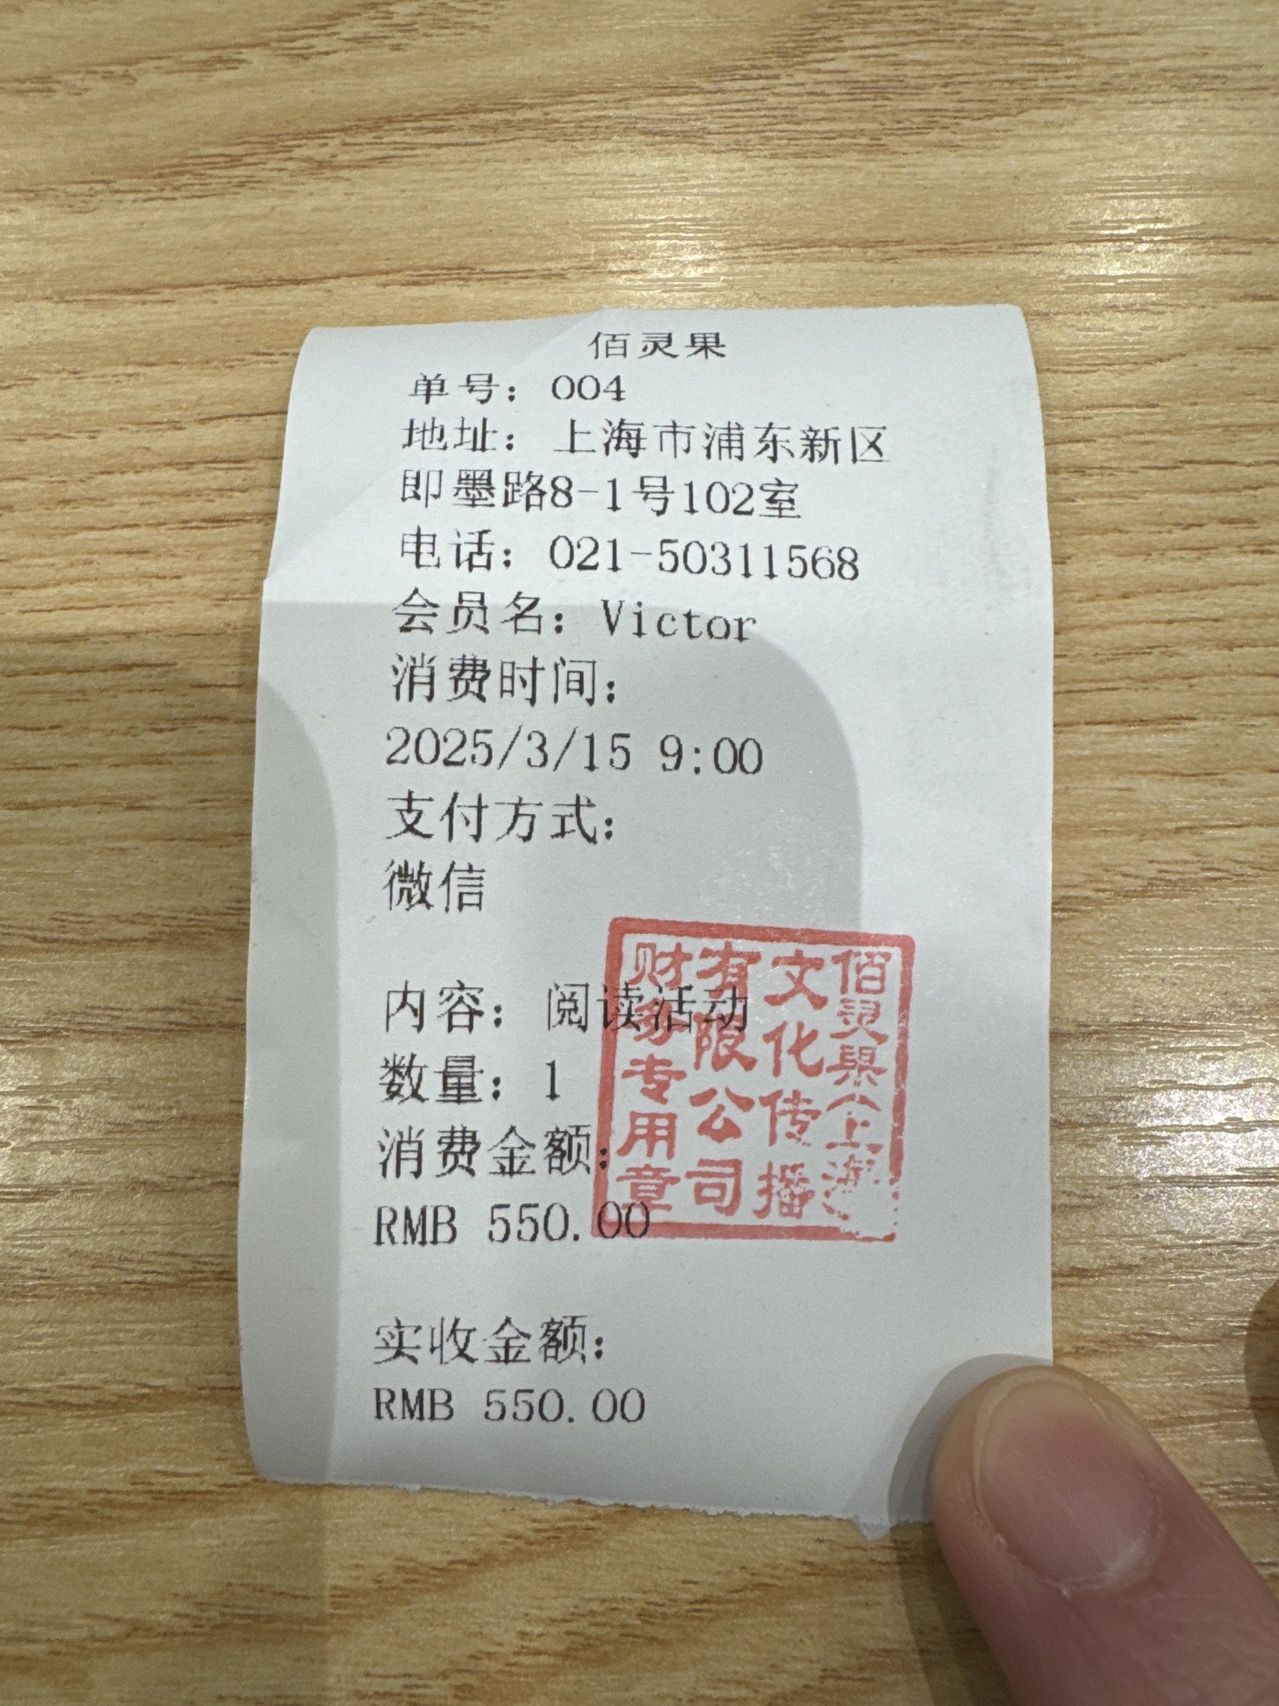 佰灵果
单号：004
地址：上海市浦东新区
即墨路8-1号102室
电话：021-50311568
会员名：Victor
消费时间：
2025/3/15 9:00
支付方式：
微信
内容：阅读活动
数量：1
消费金额：
RMB 550.00
实收金额：
RMB 550.00
佰灵果（上海）
文化传播
有限公司
财务专用章